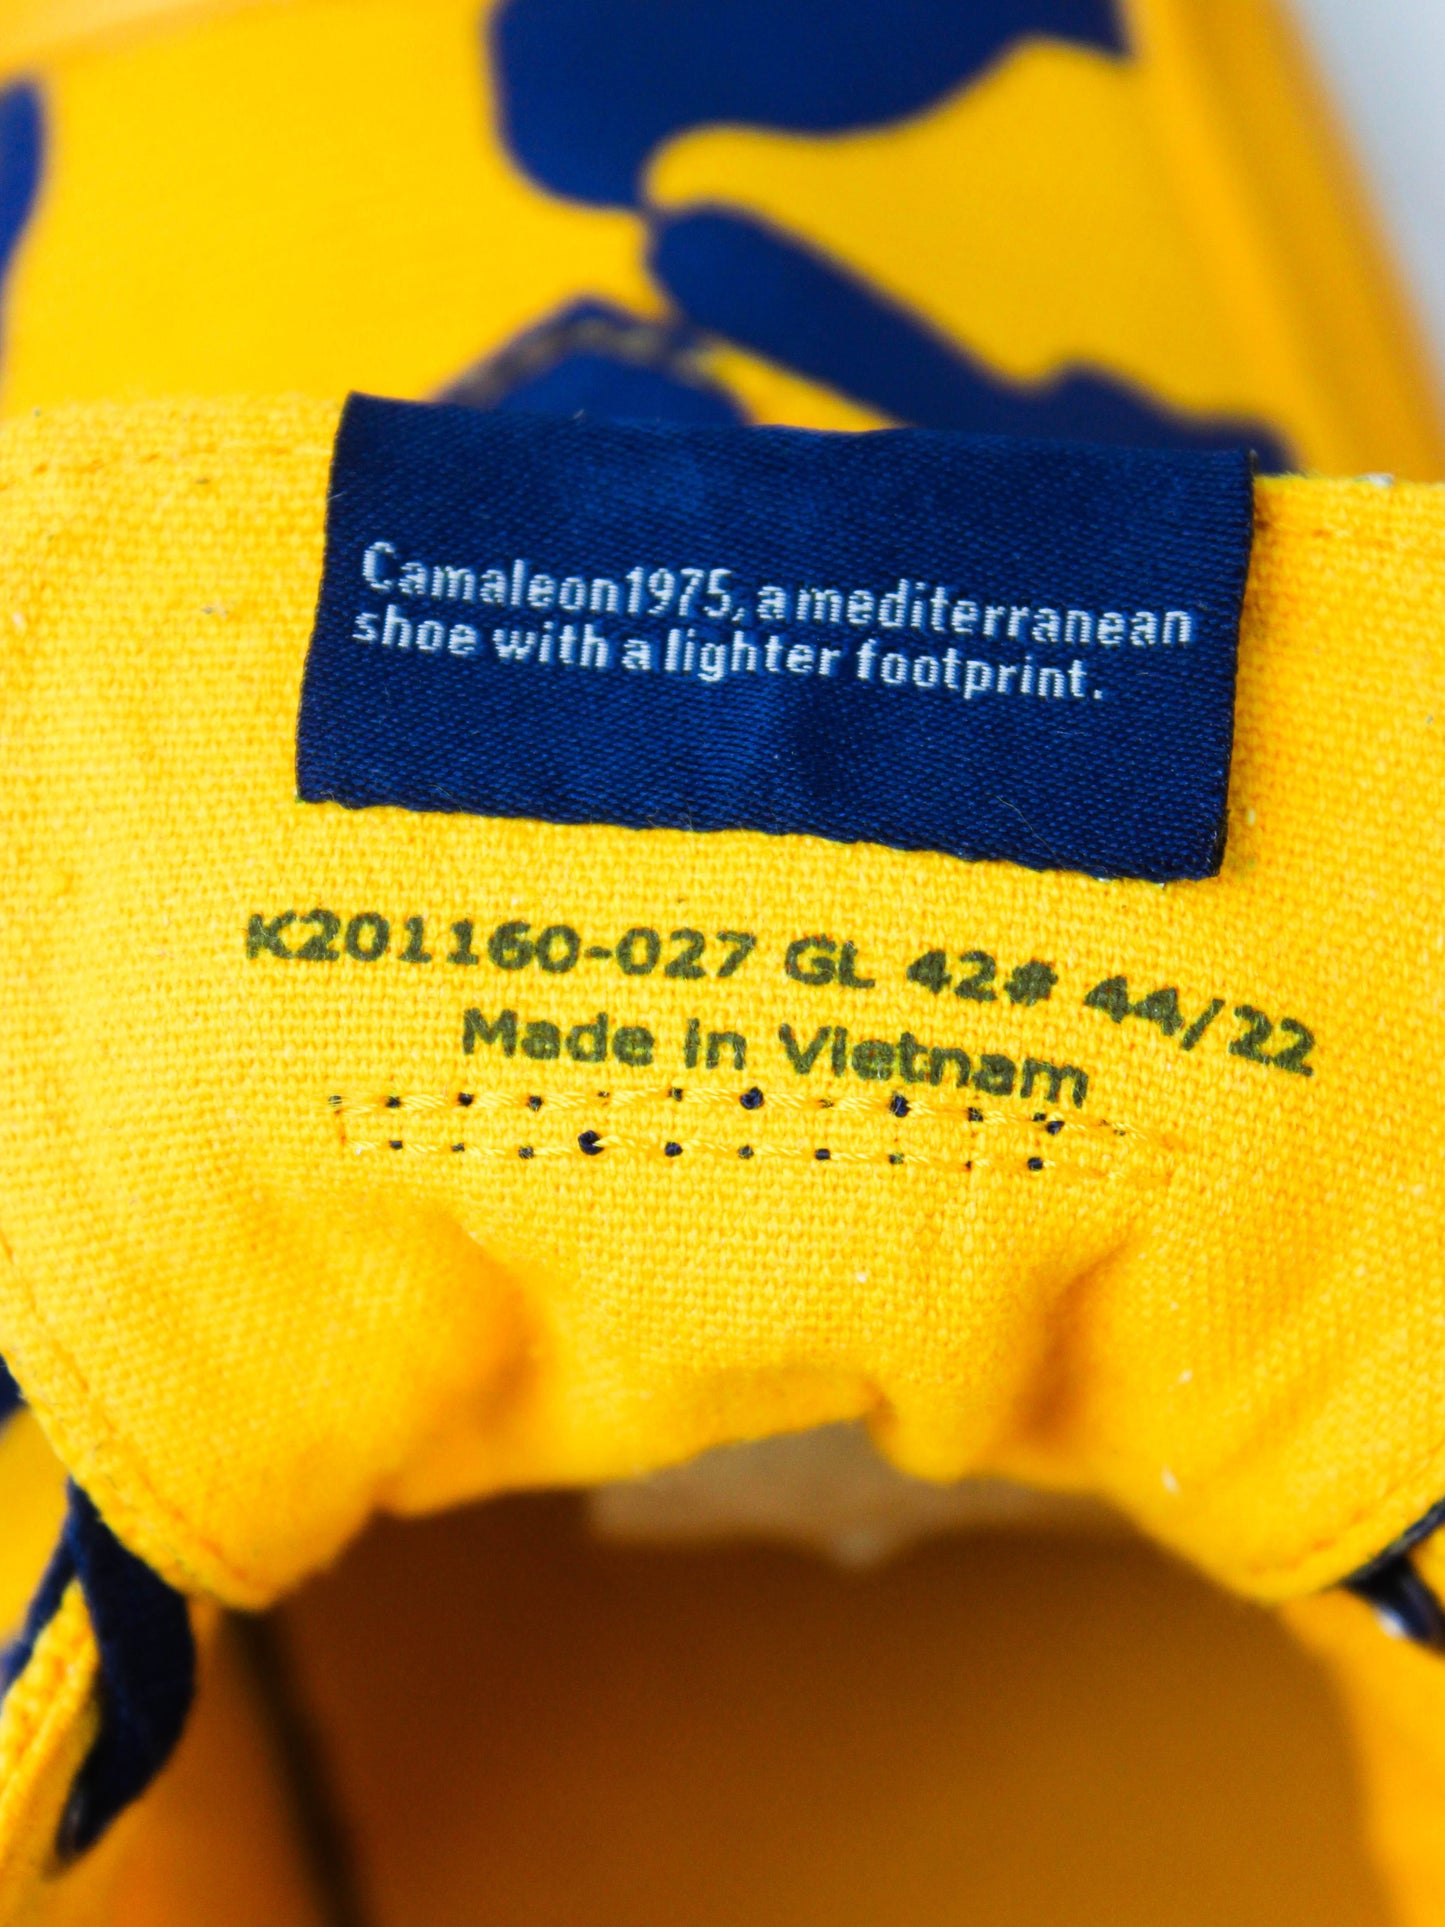 Camaleon1975, a mediterranean
shoe with a lighter footprint.
K201160-027 GL 42# 44/22
Made in Vietnam